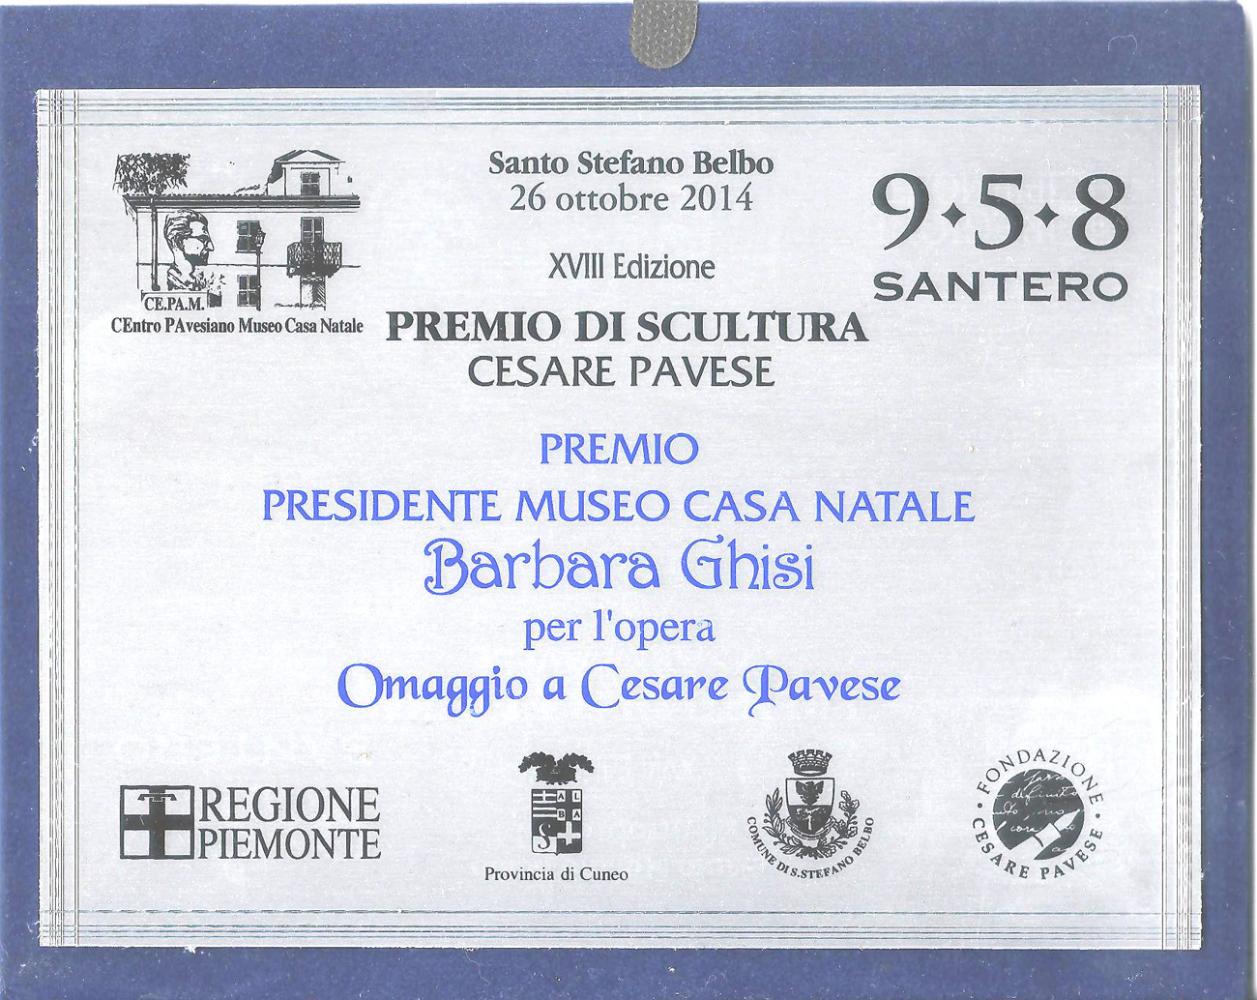 Santo Stefano Belbo
26 ottobre 2014
9·5·8
SANTERO
XVIII Edizione
CE.PA.M.
CEntro PAvesiano Museo Casa Natale
PREMIO DI SCULTURA
CESARE PAVESE
PREMIO
PRESIDENTE MUSEO CASA NATALE
Barbara Ghisi
per l'opera
Omaggio a Cesare Pavese
REGIONE
PIEMONTE
ALBA
S
Provincia di Cuneo
COMUNE DI S.STEFANO BELBO
FONDAZIONE
CESARE PAVESE